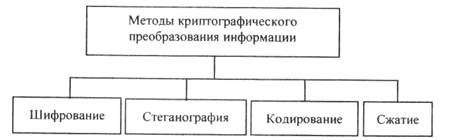 Методы криптографического
преобразования информации
Шифрование
Стеганография
Кодирование
Сжатие